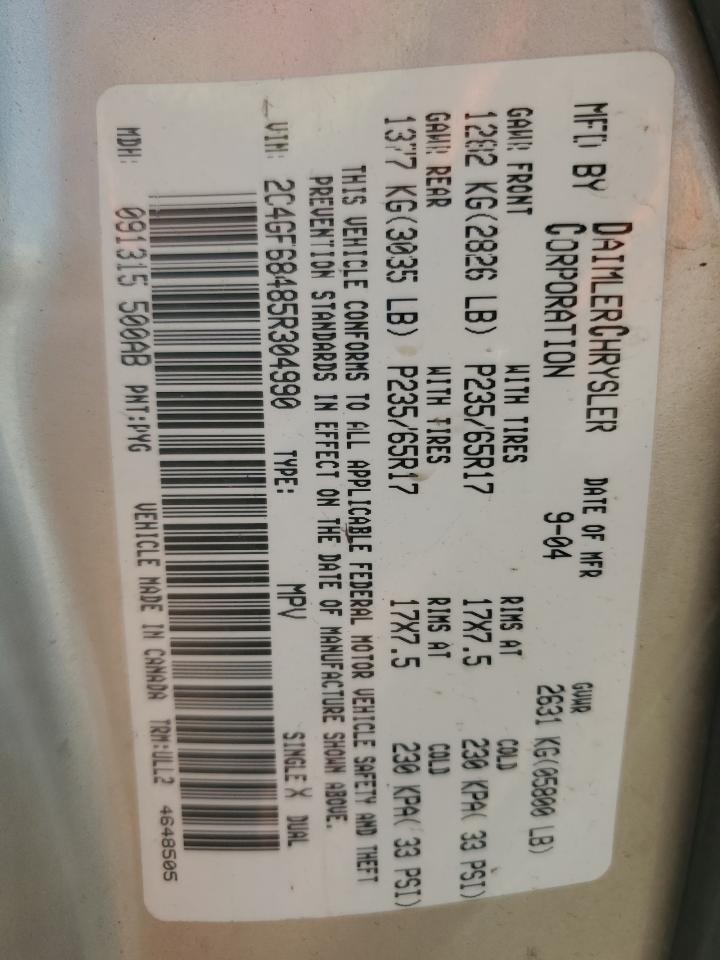 MFD BY DAIMLERCHRYSLER CORPORATION DATE OF MFR 9-04 GVWR 2631 KG(05800 LB)
GAWR FRONT WITH TIRES RIMS AT COLD
1282 KG(2826 LB) P235/65R17 17X7.5 230 KPA( 33 PSI)
GAWR REAR WITH TIRES RIMS AT COLD
1377 KG(3035 LB) P235/65R17 17X7.5 230 KPA( 33 PSI)
THIS VEHICLE CONFORMS TO ALL APPLICABLE FEDERAL MOTOR VEHICLE SAFETY AND THEFT
PREVENTION STANDARDS IN EFFECT ON THE DATE OF MANUFACTURE SHOWN ABOVE.
VIN: 2C4GF68485R304990 TYPE: MPV SINGLE X DUAL
MDH: 091315 500AB PNT:PYG VEHICLE MADE IN CANADA TRM:ULL2 4648505